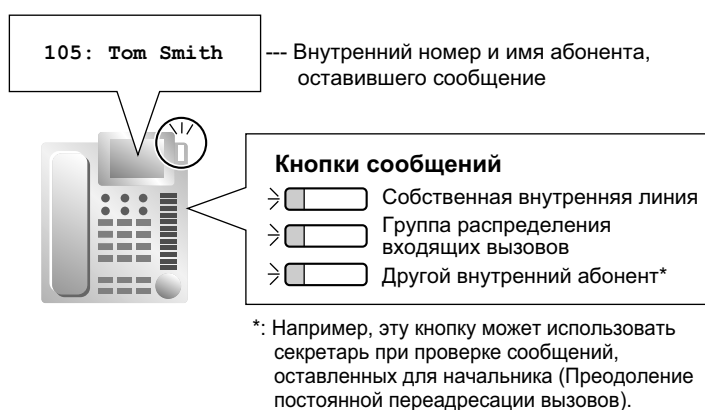 105: Tom Smith
--- Внутренний номер и имя абонента,
оставившего сообщение
Кнопки сообщений
Собственная внутренняя линия
Группа распределения
входящих вызовов
Другой внутренний абонент*
*: Например, эту кнопку может использовать
секретарь при проверке сообщений,
оставленных для начальника (Преодоление
постоянной переадресации вызовов).